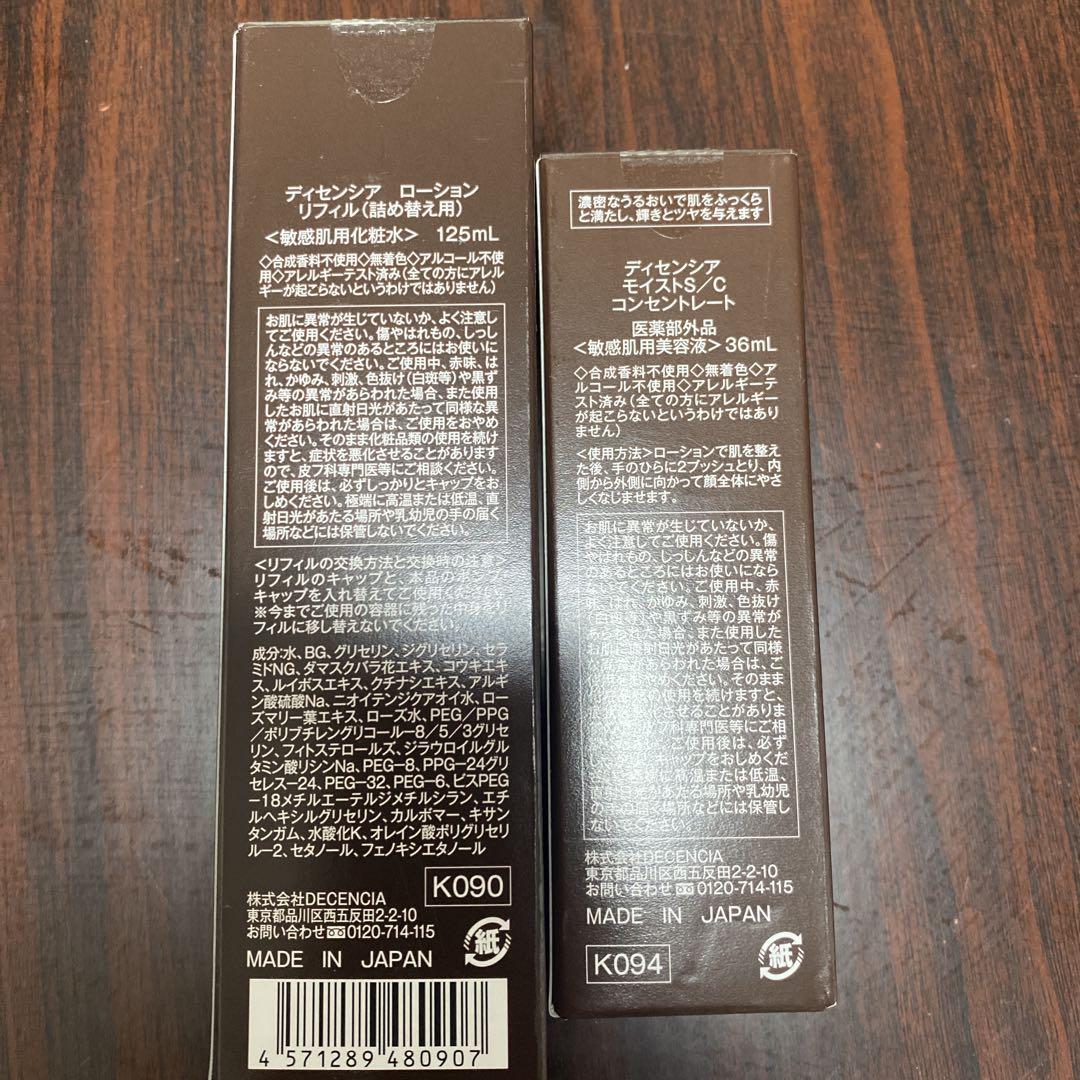 ディセンシア　ローション
リフィル(詰め替え用)
＜敏感肌用化粧水＞　125mL
◇合成香料不使用◇無着色◇アルコール不使
用◇アレルギーテスト済み(全ての方にアレル
ギーが起こらないというわけではありません)
お肌に異常が生じていないか、よく注意し
てご使用ください。傷やはれもの、しっし
んなどの異常のあるところにはお使いに
ならないでください。ご使用中、赤味、は
れ、かゆみ、刺激、色抜け(白斑等)や黒ず
み等の異常があらわれた場合、また使用
したお肌に直射日光があたって同様な異
常があらわれた場合は、ご使用をおやめ
ください。そのまま化粧品類の使用を続け
ますと、症状を悪化させることがあります
ので、皮フ科専門医等にご相談ください。
ご使用後は、必ずしっかりとキャップをお
しめください。極端に高温または低温、直
射日光があたる場所や乳幼児の手の届く
場所などには保管しないでください。
＜リフィルの交換方法と交換時の注意
リフィルのキャップと、本品の
キャップを入れ替えてご使用ください
※今までご使用の容器に残った中身をリ
フィルに移し替えないでください。
成分:水、BG、グリセリン、ジグリセリン、セラ
ミドNG、ダマスクバラ花エキス、コウキエキ
ス、ルイボスエキス、クチナシエキス、アルギ
ン酸硫酸Na、ニオイテンジクアオイ水、ロー
ズマリー葉エキス、ローズ水、PEG/PPG
/ポリブチレングリコール-8/5/3グリセ
リン、フィトステロールズ、ジラウロイルグル
タミン酸リシンNa、PEG-8、PPG-24グリ
セレス-24、PEG-32、PEG-6、ビスPEG
-18メチルエーテルジメチルシラン、エチ
ルヘキシルグリセリン、カルボマー、キサン
タンガム、水酸化K、オレイン酸ポリグリセリ
ル-2、セタノール、フェノキシエタノール
K090
株式会社DECENCIA
東京都品川区西五反田2-2-10
お問い合わせ 0120-714-115
MADE IN JAPAN
紙
4 571289 480907
濃密なうるおいで肌をふっくら
と満たし、輝きとツヤを与えます
ディセンシア
モイストS/C
コンセントレート
医薬部外品
＜敏感肌用美容液＞36mL
◇合成香料不使用◇無着色◇ア
ルコール不使用◇アレルギーテ
スト済み(全ての方にアレルギー
が起こらないというわけではあり
ません)
＜使用方法＞ローションで肌を整え
た後、手のひらに2プッシュとり、内
側から外側に向かって顔全体にやさ
しくなじませます。
お肌に異常が生じていないか、
よく注意してご使用ください。傷
やはれもの、しっしんなどの異常
のあるところにはお使いになら
ないでください。ご使用中、赤
味、はれ、かゆみ、刺激、色抜け
(白斑等)や黒ずみ等の異常が
あらわれた場合、また使用した
お肌に直射日光があたって同様
な異常があらわれた場合は、ご
使用をおやめください。そのまま
化粧品類の使用を続けますと、
症状を悪化させることがありま
すので、皮フ科専門医等にご相
ください。ご使用後は、必ず
キャップをおしめくだ
さい。極端に高温または低温、
直射日光があたる場所や乳幼児
の手の届く場所などには保管し
ないでください。
株式会社DECENCIA
東京都品川区西五反田2-2-10
お問い合わせ 0120-714-115
MADE IN JAPAN
K094
紙